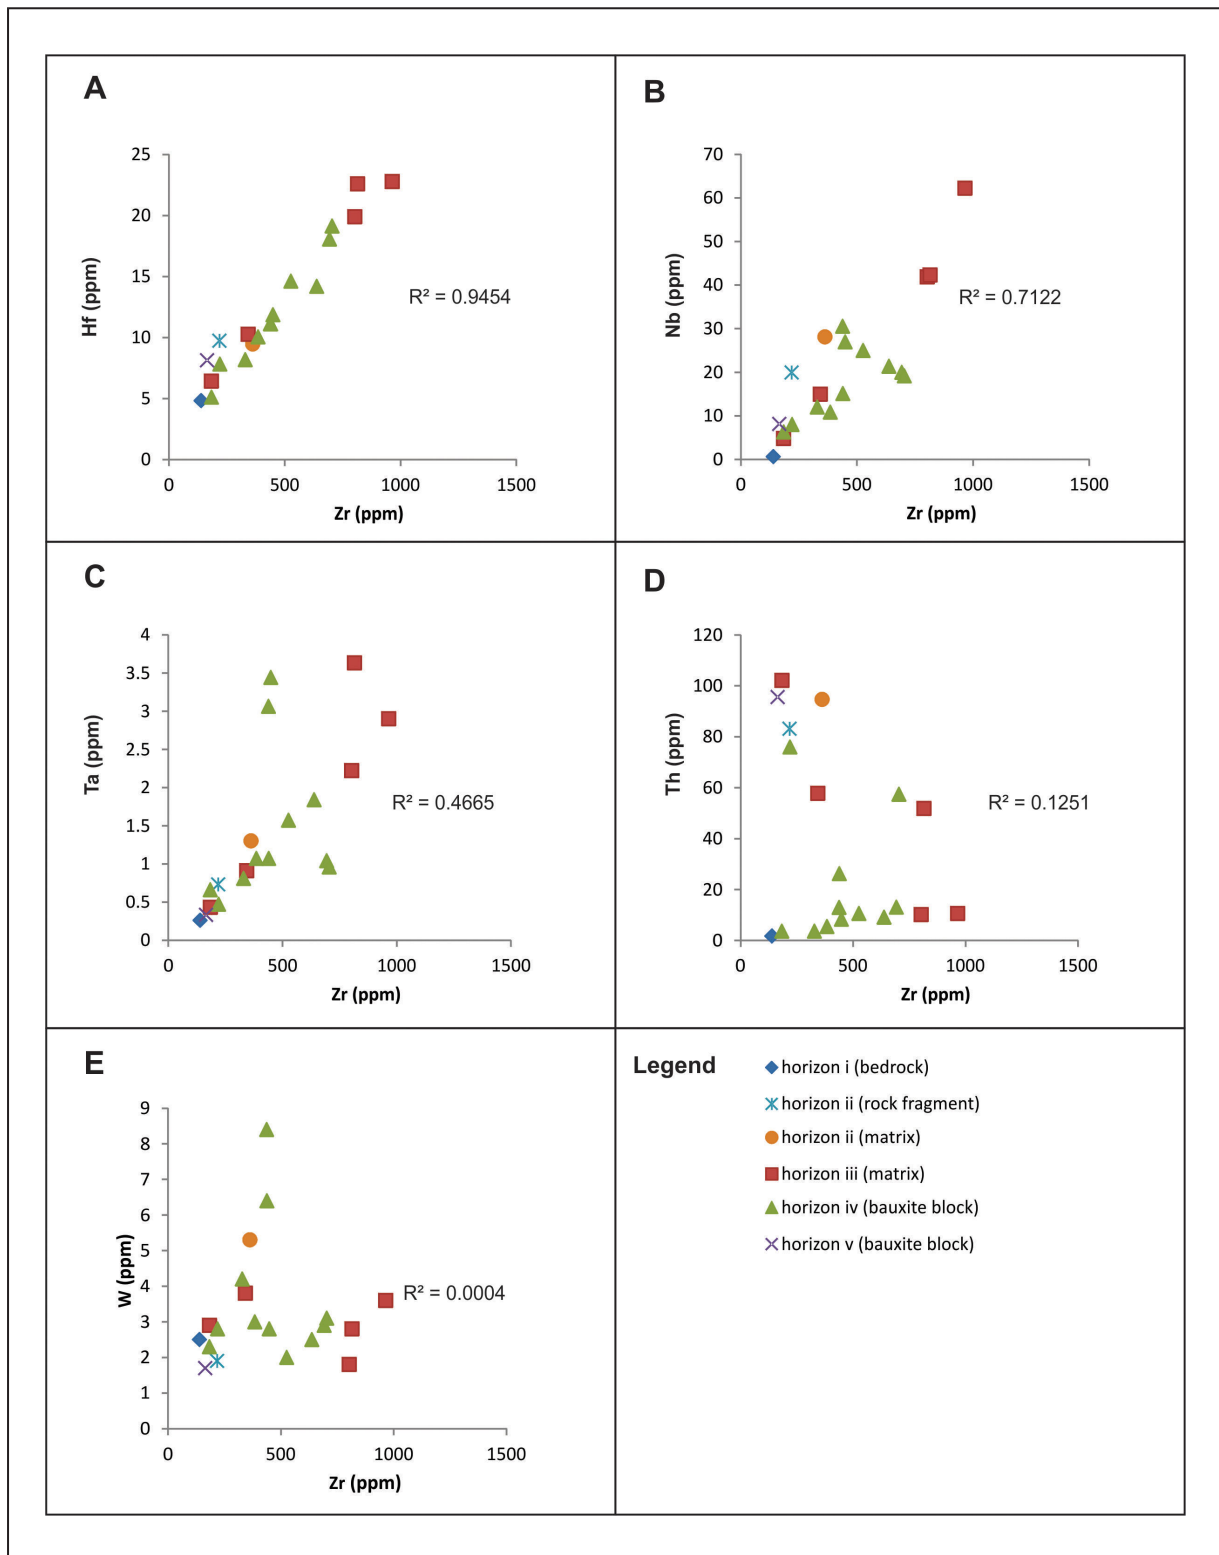 A
25
20
15
10
5
0
Hf (ppm)
R² = 0.9454
0 500 1000 1500
Zr (ppm)
B
70
60
50
40
30
20
10
0
Nb (ppm)
R² = 0.7122
0 500 1000 1500
Zr (ppm)
C
4
3.5
3
2.5
2
1.5
1
0.5
0
Ta (ppm)
R² = 0.4665
0 500 1000 1500
Zr (ppm)
D
120
100
80
60
40
20
0
Th (ppm)
R² = 0.1251
0 500 1000 1500
Zr (ppm)
E
9
8
7
6
5
4
3
2
1
0
W (ppm)
R² = 0.0004
0 500 1000 1500
Zr (ppm)
Legend
horizon i (bedrock)
horizon ii (rock fragment)
horizon ii (matrix)
horizon iii (matrix)
horizon iv (bauxite block)
horizon v (bauxite block)